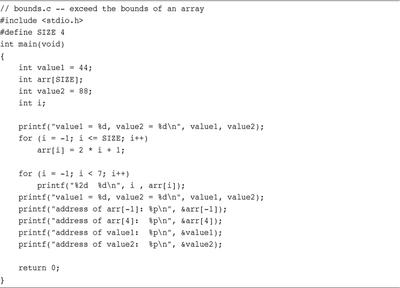 // bounds.c -- exceed the bounds of an array
#include <stdio.h>
#define SIZE 4
int main(void)
{
    int value1 = 44;
    int arr[SIZE];
    int value2 = 88;
    int i;

    printf("value1 = %d, value2 = %d\n", value1, value2);
    for (i = -1; i <= SIZE; i++)
        arr[i] = 2 * i + 1;

    for (i = -1; i < 7; i++)
        printf("%2d  %d\n", i , arr[i]);
    printf("value1 = %d, value2 = %d\n", value1, value2);
    printf("address of arr[-1]: %p\n", &arr[-1]);
    printf("address of arr[4]:  %p\n", &arr[4]);
    printf("address of value1:  %p\n", &value1);
    printf("address of value2:  %p\n", &value2);

    return 0;
}